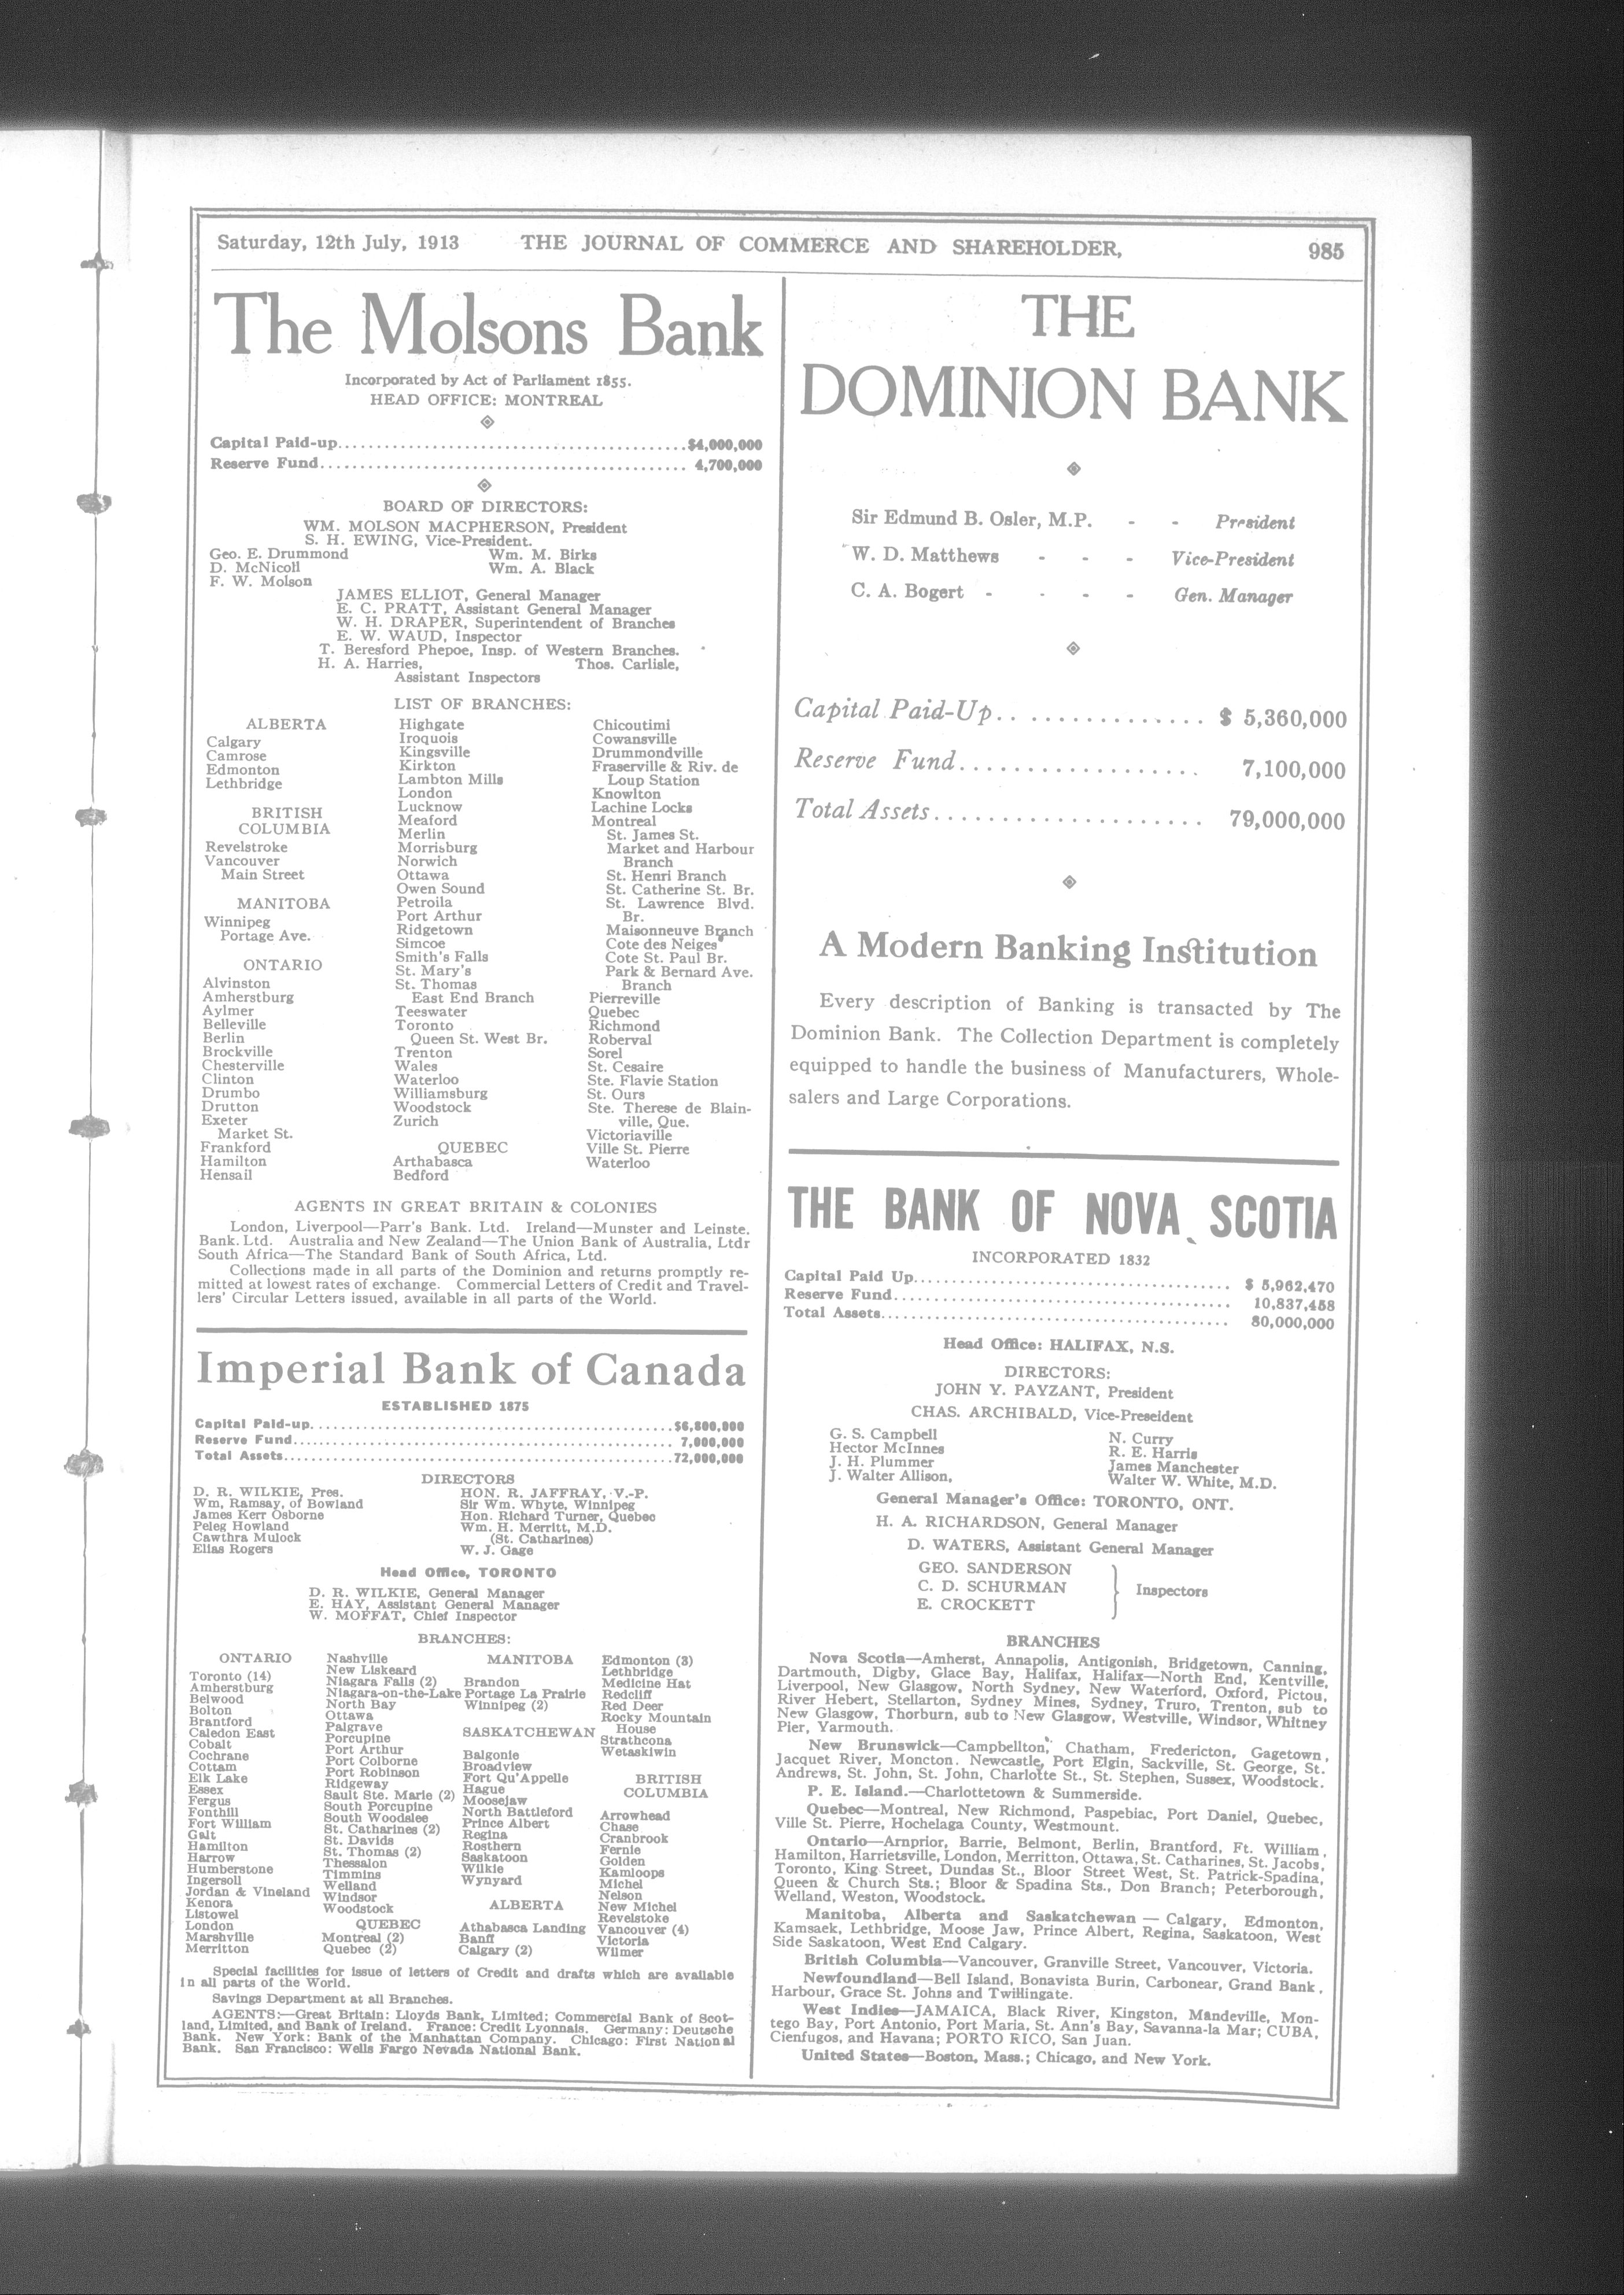 Saturday, 12th July, 1913 THE JOURNAL OF COMMERCE AND SHAREHOLDER, 985
The Molsons Bank
Incorporated by Act of Parliament 1855.
HEAD OFFICE: MONTREAL
Capital Paid-up............................................$4,000,000
Reserve Fund................................................ 4,700,000
BOARD OF DIRECTORS:
WM. MOLSON MACPHERSON, President
S. H. EWING, Vice-President.
Geo. E. Drummond Wm. M. Birks
D. McNicoll Wm. A. Black
F. W. Molson
JAMES ELLIOT, General Manager
E. C. PRATT, Assistant General Manager
W. H. DRAPER, Superintendent of Branches
E. W. WAUD, Inspector
T. Beresford Phepoe, Insp. of Western Branches.
H. A. Harries, Thos. Carlisle,
Assistant Inspectors
LIST OF BRANCHES:
ALBERTA
Calgary
Camrose
Edmonton
Lethbridge
BRITISH
COLUMBIA
Revelstroke
Vancouver
Main Street
MANITOBA
Winnipeg
Portage Ave.
ONTARIO
Alvinston
Amherstburg
Aylmer
Belleville
Berlin
Brockville
Chesterville
Clinton
Drumbo
Drutton
Exeter
Market St.
Frankford
Hamilton
Hensail
Highgate
Iroquois
Kingsville
Kirkton
Lambton Mills
London
Lucknow
Meaford
Merlin
Morrisburg
Norwich
Ottawa
Owen Sound
Petroila
Port Arthur
Ridgetown
Simcoe
Smith's Falls
St. Mary's
St. Thomas
East End Branch
Teeswater
Toronto
Queen St. West Br.
Trenton
Wales
Waterloo
Williamsburg
Woodstock
Zurich
QUEBEC
Arthabasca
Bedford
Chicoutimi
Cowansville
Drummondville
Fraserville & Riv. de
Loup Station
Knowlton
Lachine Locks
Montreal
St. James St.
Market and Harbour
Branch
St. Henri Branch
St. Catherine St. Br.
St. Lawrence Blvd.
Br.
Maisonneuve Branch
Cote des Neiges
Cote St. Paul Br.
Park & Bernard Ave.
Branch
Pierreville
Quebec
Richmond
Roberval
Sorel
St. Cesaire
Ste. Flavie Station
St. Ours
Ste. Therese de Blain-
ville, Que.
Victoriaville
Ville St. Pierre
Waterloo
AGENTS IN GREAT BRITAIN & COLONIES
London, Liverpool—Parr's Bank. Ltd. Ireland—Munster and Leinste.
Bank. Ltd. Australia and New Zealand—The Union Bank of Australia, Ltdr
South Africa—The Standard Bank of South Africa, Ltd.
Collections made in all parts of the Dominion and returns promptly re-
mitted at lowest rates of exchange. Commercial Letters of Credit and Travel-
lers' Circular Letters issued, available in all parts of the World.
Imperial Bank of Canada
ESTABLISHED 1875
Capital Paid-up................................................$6,800,000
Reserve Fund.................................................. 7,000,000
Total Assets...................................................72,000,000
DIRECTORS
D. R. WILKIE, Pres. HON. R. JAFFRAY, V.-P.
Wm, Ramsay, of Bowland Sir Wm. Whyte, Winnipeg
James Kerr Osborne Hon. Richard Turner, Quebec
Peleg Howland Wm. H. Merritt, M.D.
Cawthra Mulock (St. Catharines)
Elias Rogers W. J. Gage
Head Office, TORONTO
D. R. WILKIE, General Manager
E. HAY, Assistant General Manager
W. MOFFAT, Chief Inspector
BRANCHES:
ONTARIO
Toronto (14)
Amherstburg
Belwood
Bolton
Brantford
Caledon East
Cobalt
Cochrane
Cottam
Elk Lake
Essex
Fergus
Fonthill
Fort William
Galt
Hamilton
Harrow
Humberstone
Ingersoll
Jordan & Vineland
Kenora
Listowel
London
Marshville
Merritton
Nashville
New Liskeard
Niagara Falls (2)
Niagara-on-the-Lake
North Bay
Ottawa
Palgrave
Porcupine
Port Arthur
Port Colborne
Port Robinson
Ridgeway
Sault Ste. Marie (2)
South Porcupine
South Woodslee
St. Catharines (2)
St. Davids
St. Thomas (2)
Thessalon
Timmins
Welland
Windsor
Woodstock
QUEBEC
Montreal (2)
Quebec (2)
MANITOBA
Brandon
Portage La Prairie
Winnipeg (2)
SASKATCHEWAN
Balgonie
Broadview
Fort Qu'Appelle
Hague
Moosejaw
North Battleford
Prince Albert
Regina
Rosthern
Saskatoon
Wilkie
Wynyard
ALBERTA
Athabasca Landing
Banff
Calgary (2)
Edmonton (3)
Lethbridge
Medicine Hat
Redcliff
Red Deer
Rocky Mountain
House
Strathcona
Wetaskiwin
BRITISH
COLUMBIA
Arrowhead
Chase
Cranbrook
Fernie
Golden
Kamloops
Michel
Nelson
New Michel
Revelstoke
Vancouver (4)
Victoria
Wilmer
Special facilities for issue of letters of Credit and drafts which are available
in all parts of the World.
Savings Department at all Branches.
AGENTS:—Great Britain: Lloyds Bank, Limited; Commercial Bank of Scot-
land, Limited, and Bank of Ireland. France: Credit Lyonnais. Germany: Deutsche
Bank. New York: Bank of the Manhattan Company. Chicago: First National
Bank. San Francisco: Wells Fargo Nevada National Bank.
THE
DOMINION BANK
Sir Edmund B. Osler, M.P. - - President
W. D. Matthews - - - Vice-President
C. A. Bogert - - - - Gen. Manager
Capital Paid-Up............... $ 5,360,000
Reserve Fund.................. 7,100,000
Total Assets.................... 79,000,000
A Modern Banking Institution
Every description of Banking is transacted by The
Dominion Bank. The Collection Department is completely
equipped to handle the business of Manufacturers, Whole-
salers and Large Corporations.
THE BANK OF NOVA SCOTIA
INCORPORATED 1832
Capital Paid Up........................................ $ 5,962,470
Reserve Fund........................................... 10,837,458
Total Assets............................................ 80,000,000
Head Office: HALIFAX, N.S.
DIRECTORS:
JOHN Y. PAYZANT, President
CHAS. ARCHIBALD, Vice-Preseident
G. S. Campbell N. Curry
Hector McInnes R. E. Harris
J. H. Plummer James Manchester
J. Walter Allison, Walter W. White, M.D.
General Manager's Office: TORONTO, ONT.
H. A. RICHARDSON, General Manager
D. WATERS, Assistant General Manager
GEO. SANDERSON
C. D. SCHURMAN Inspectors
E. CROCKETT
BRANCHES
Nova Scotia—Amherst, Annapolis, Antigonish, Bridgetown, Canning,
Dartmouth, Digby, Glace Bay, Halifax, Halifax—North End, Kentville,
Liverpool, New Glasgow, North Sydney, New Waterford, Oxford, Pictou,
River Hebert, Stellarton, Sydney Mines, Sydney, Truro, Trenton, sub to
New Glasgow, Thorburn, sub to New Glasgow, Westville, Windsor, Whitney
Pier, Yarmouth.
New Brunswick—Campbellton, Chatham, Fredericton, Gagetown,
Jacquet River, Moncton. Newcastle, Port Elgin, Sackville, St. George, St.
Andrews, St. John, St. John, Charlotte St., St. Stephen, Sussex, Woodstock.
P. E. Island.—Charlottetown & Summerside.
Quebec—Montreal, New Richmond, Paspebiac, Port Daniel, Quebec,
Ville St. Pierre, Hochelaga County, Westmount.
Ontario—Arnprior, Barrie, Belmont, Berlin, Brantford, Ft. William,
Hamilton, Harrietsville, London, Merritton, Ottawa, St. Catharines, St. Jacobs,
Toronto, King Street, Dundas St., Bloor Street West, St. Patrick-Spadina,
Queen & Church Sts.; Bloor & Spadina Sts., Don Branch; Peterborough,
Welland, Weston, Woodstock.
Manitoba, Alberta and Saskatchewan — Calgary, Edmonton,
Kamsaek, Lethbridge, Moose Jaw, Prince Albert, Regina, Saskatoon, West
Side Saskatoon, West End Calgary.
British Columbia—Vancouver, Granville Street, Vancouver, Victoria.
Newfoundland—Bell Island, Bonavista Burin, Carbonear, Grand Bank,
Harbour, Grace St. Johns and Twillingate.
West Indies—JAMAICA, Black River, Kingston, Mandeville, Mon-
tego Bay, Port Antonio, Port Maria, St. Ann's Bay, Savanna-la Mar; CUBA,
Cienfugos, and Havana; PORTO RICO, San Juan.
United States—Boston, Mass.; Chicago, and New York.